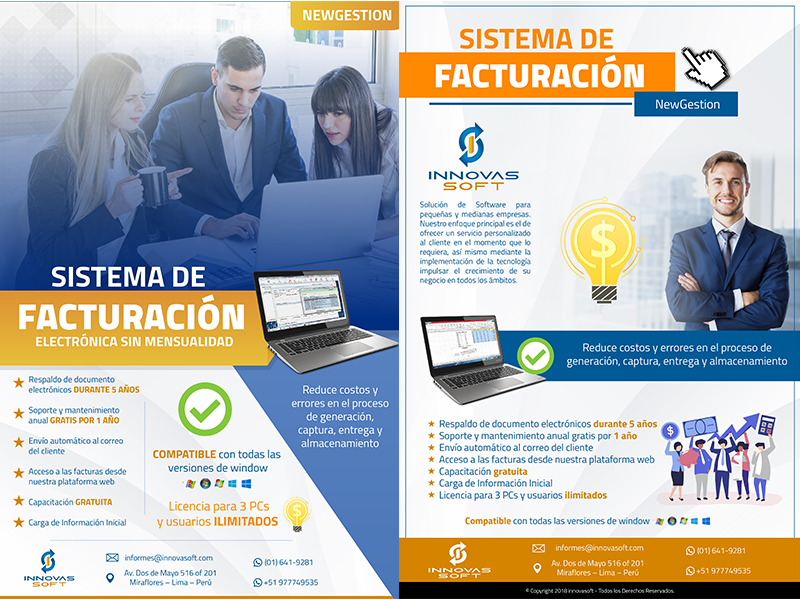 NEWGESTION
SISTEMA DE
FACTURACIÓN
ELECTRÓNICA SIN MENSUALIDAD
Respaldo de documento
electrónicos DURANTE 5 AÑOS
Soporte y mantenimiento
anual GRATIS POR 1 AÑO
Envío automático al correo
del cliente
Acceso a las facturas desde
nuestra plataforma web
Capacitación GRATUITA
Carga de Información Inicial
COMPATIBLE con todas las
versiones de window
Licencia para 3 PCs
y usuarios ILIMITADOS
Reduce costos y
errores en el proceso
de generación,
captura, entrega y
almacenamiento
INNOVAS
SOFT
informes@innovasoft.com
Av. Dos de Mayo 516 of 201
Miraflores – Lima – Perú
(01) 641-9281
+51 977749535
SISTEMA DE
FACTURACIÓN
NewGestion
INNOVAS
SOFT
Solución de Software para
pequeñas y medianas empresas.
Nuestro enfoque principal es el de
ofrecer un servicio personalizado
al cliente en el momento que lo
requiera, así mismo mediante la
implementación de la tecnología
impulsar el crecimiento de su
negocio en todos los ámbitos.
Reduce costos y errores en el proceso de
generación, captura, entrega y almacenamiento
Respaldo de documentos electrónicos durante 5 años
Soporte y mantenimiento anual gratis por 1 año
Envío automático al correo del cliente
Acceso a las facturas desde nuestra plataforma web
Capacitación gratuita
Carga de Información Inicial
Licencia para 3 PCs y usuarios ilimitados
Compatible con todas las versiones de window
INNOVAS
SOFT
informes@innovasoft.com
Av. Dos de Mayo 516 of 201
Miraflores – Lima – Perú
(01) 641-9281
+51 977749535
© Copyright 2018 innovasoft - Todos los Derechos Reservados.